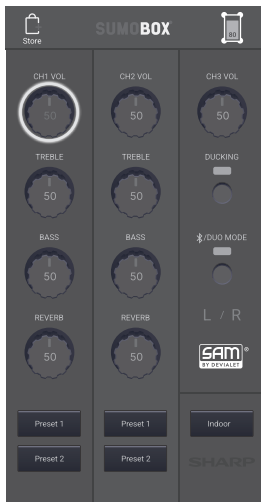 Store
SUMOBOX
80
CH1 VOL
50
CH2 VOL
50
CH3 VOL
50
TREBLE
50
TREBLE
50
DUCKING
BASS
50
BASS
50
/DUO MODE
REVERB
50
REVERB
50
L / R
SAM®
BY DEVIALET
Preset 1
Preset 1
Indoor
Preset 2
Preset 2
SHARP